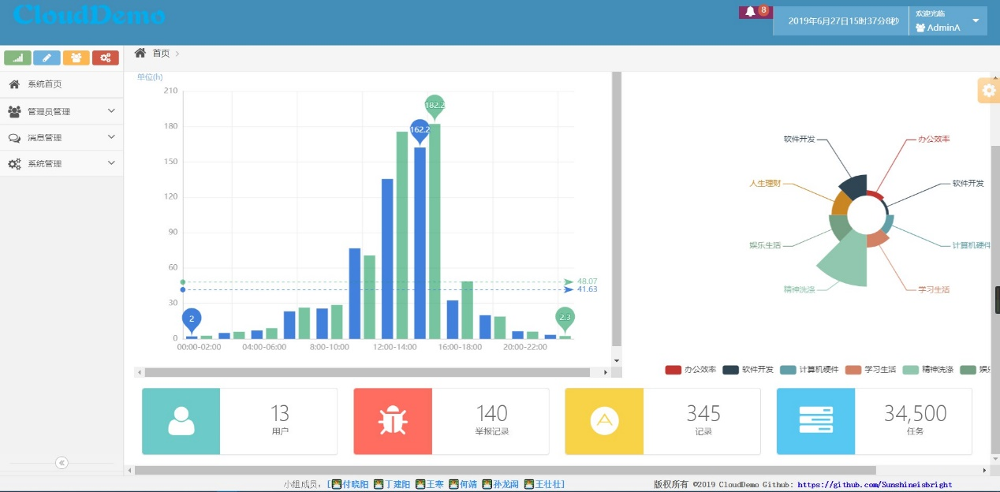 CloudDemo
8
2019年6月27日15时37分8秒
欢迎光临
AdminA
首页
系统首页
管理员管理
消息管理
系统管理
单位(h)
210
180
150
120
90
60
30
0
182.2
162.2
48.07
41.63
2
2.3
00:00-02:00 04:00-06:00 8:00-10:00 12:00-14:00 16:00-18:00 20:00-22:00
软件开发 办公效率
人生理财 软件开发
娱乐生活 计算机硬件
精神洗涤 学习生活
办公效率 软件开发 计算机硬件 学习生活 精神洗涤
13
用户
140
举报记录
345
记录
34,500
任务
小组成员：[付晓阳 丁建阳 王寒 何靖 孙龙阁 王壮壮]
版权所有 ©2019 CloudDemo Github: https://github.com/Sunshineisbright